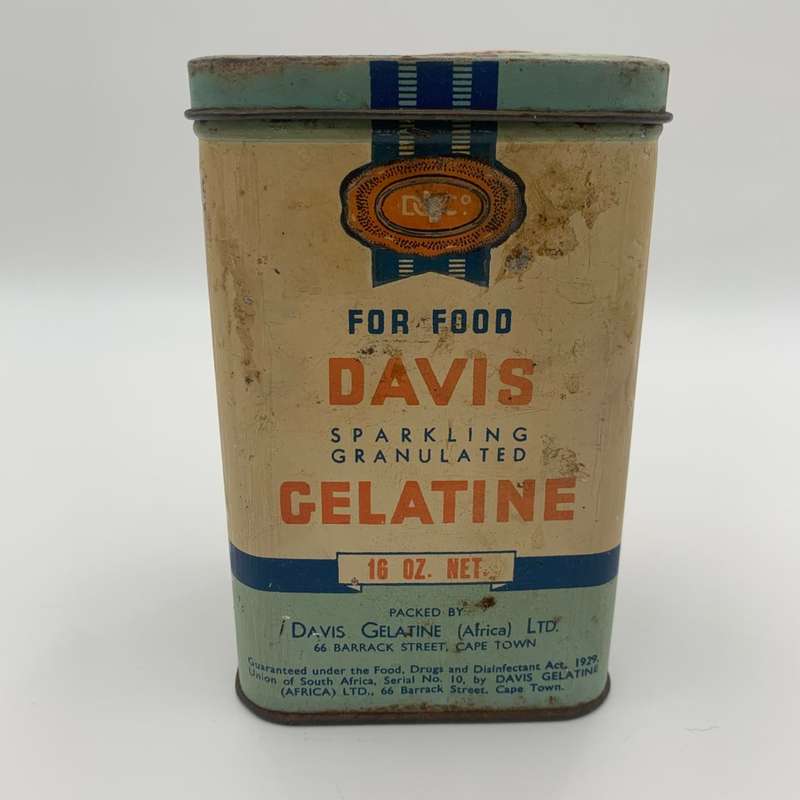 FOR FOOD
DAVIS
SPARKLING
GRANULATED
GELATINE
16 OZ. NET.
PACKED BY
DAVIS GELATINE (Africa) LTD.
66 BARRACK STREET, CAPE TOWN
Guaranteed under the Food, Drugs and Disinfectant Act, 1929,
Union of South Africa, Serial No. 10, by DAVIS GELATINE
(AFRICA) LTD., 66 Barrack Street, Cape Town.